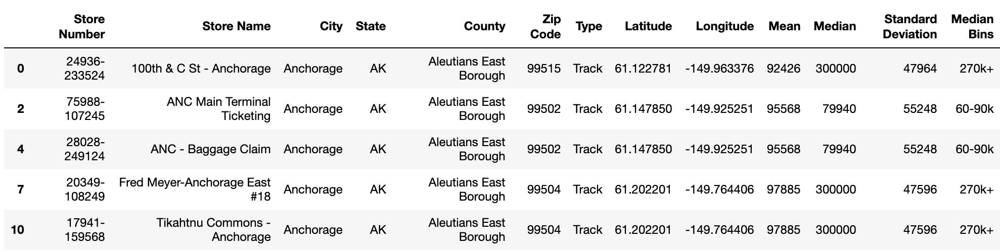 Store Number Store Name City State County Zip Code Type Latitude Longitude Mean Median Standard Deviation Median Bins
0 24936-233524 100th & C St - Anchorage Anchorage AK Aleutians East Borough 99515 Track 61.122781 -149.963376 92426 300000 47964 270k+
2 75988-107245 ANC Main Terminal Ticketing Anchorage AK Aleutians East Borough 99502 Track 61.147850 -149.925251 95568 79940 55248 60-90k
4 28028-249124 ANC - Baggage Claim Anchorage AK Aleutians East Borough 99502 Track 61.147850 -149.925251 95568 79940 55248 60-90k
7 20349-108249 Fred Meyer-Anchorage East #18 Anchorage AK Aleutians East Borough 99504 Track 61.202201 -149.764406 97885 300000 47596 270k+
10 17941-159568 Tikahtnu Commons - Anchorage Anchorage AK Aleutians East Borough 99504 Track 61.202201 -149.764406 97885 300000 47596 270k+